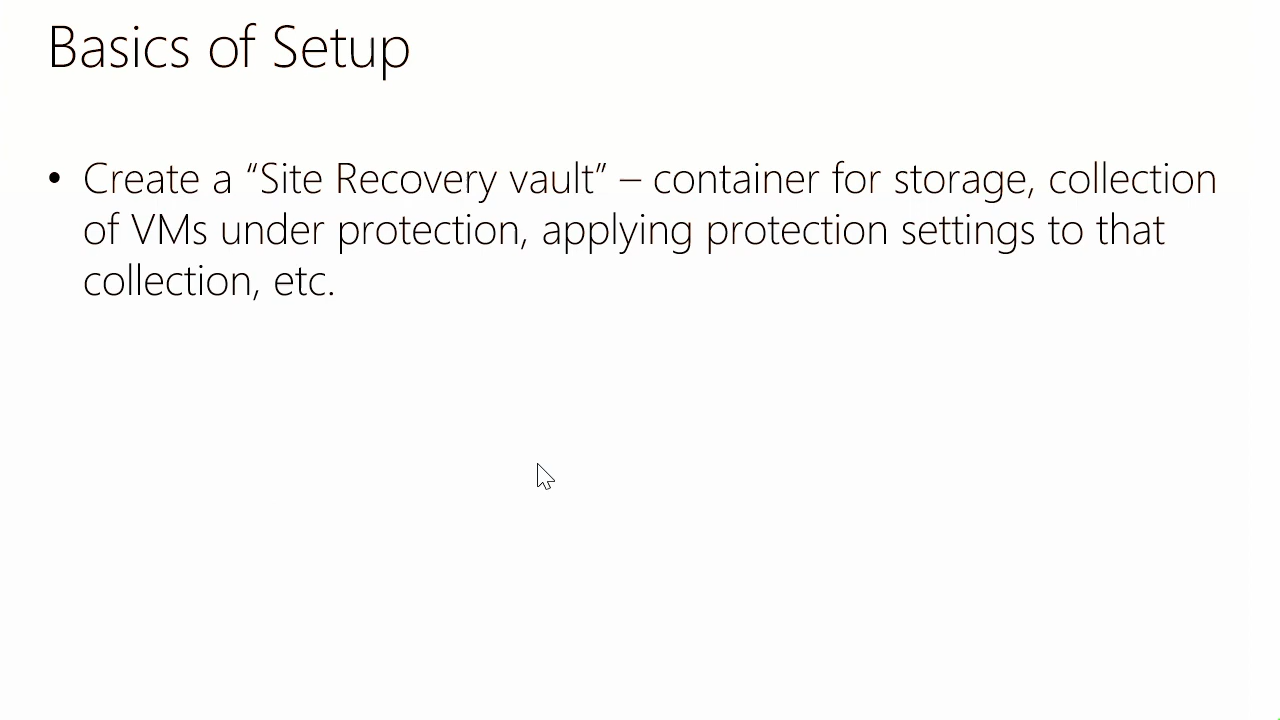 Basics of Setup
• Create a “Site Recovery vault” – container for storage, collection
of VMs under protection, applying protection settings to that
collection, etc.